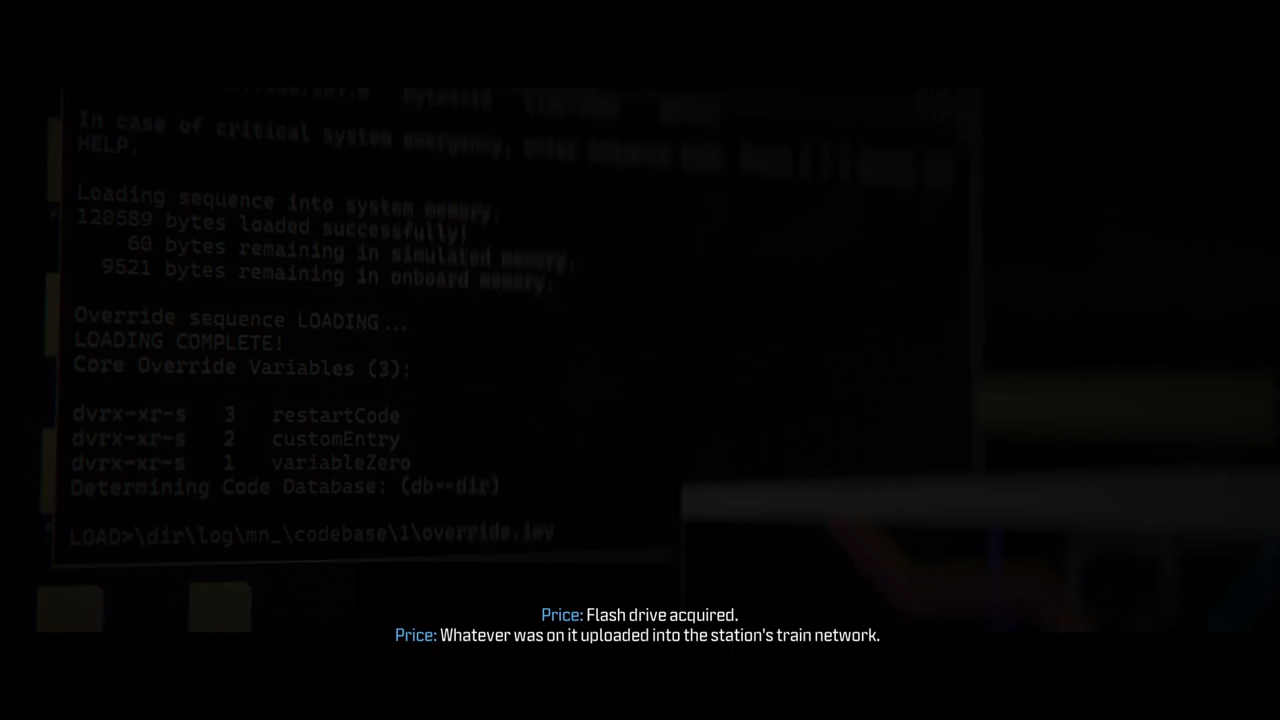 In case of critical system emergency, enter sequence code
HELP.
Loading sequence into system memory.
120589 bytes loaded successfully!
60 bytes remaining in simulated memory.
9521 bytes remaining in onboard memory.
Override sequence LOADING...
LOADING COMPLETE!
Core Override Variables (3):
dvrx-xr-s 3 restartCode
dvrx-xr-s 2 customEntry
dvrx-xr-s 1 variableZero
Determining Code Database: (db--dir)
LOAD>\dir\log\mn_\codebase\1\override.inv
Price: Flash drive acquired.
Price: Whatever was on it uploaded into the station's train network.